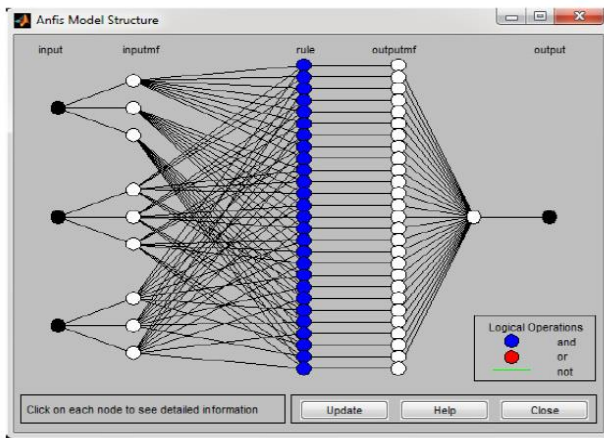 Anfis Model Structure
input inputmf rule outputmf output
Logical Operations
and
or
not
Click on each node to see detailed information
Update Help Close